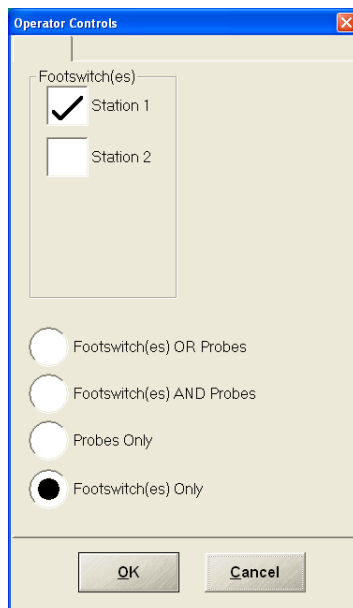 Operator Controls
Footswitch(es)
Station 1
Station 2
Footswitch(es) OR Probes
Footswitch(es) AND Probes
Probes Only
Footswitch(es) Only
OK
Cancel